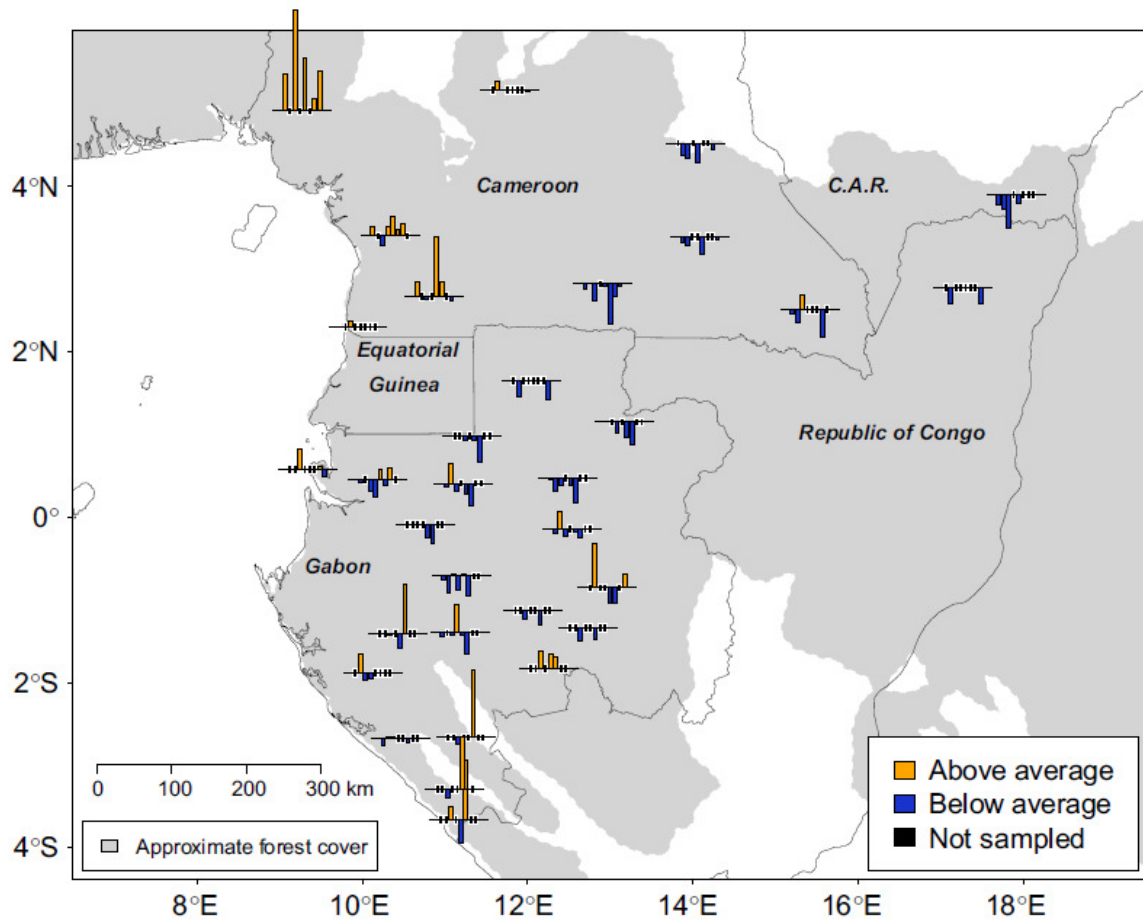 4°N
2°N
0°
2°S
4°S
Cameroon
C.A.R.
Equatorial
Guinea
Republic of Congo
Gabon
0 100 200 300 km
Approximate forest cover
Above average
Below average
Not sampled
8°E 10°E 12°E 14°E 16°E 18°E